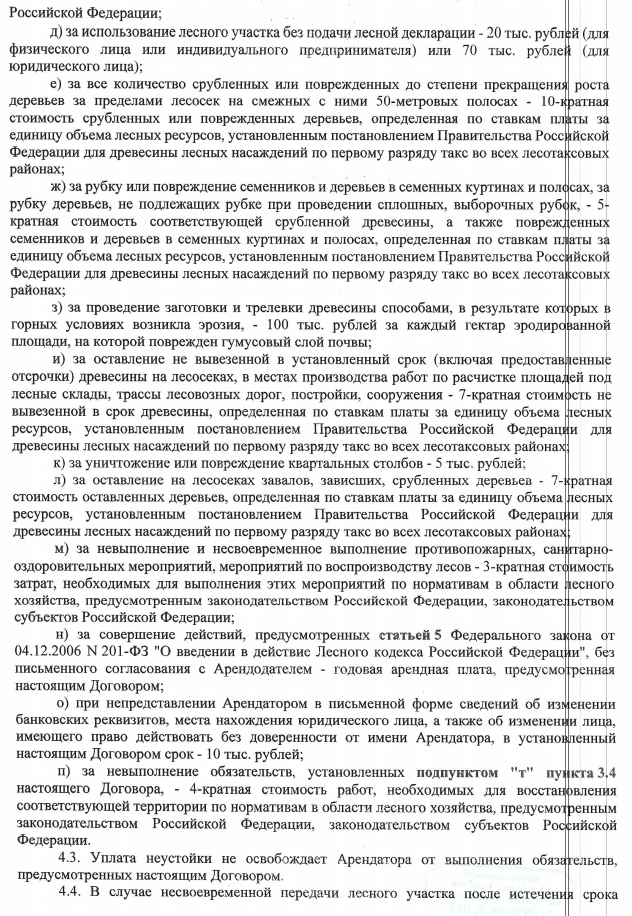 Российской Федерации;
д) за использование лесного участка без подачи лесной декларации - 20 тыс. рублей (для
физического лица или индивидуального предпринимателя) или 70 тыс. рублей (для
юридического лица);
е) за все количество срубленных или поврежденных до степени прекращения роста
деревьев за пределами лесосек на смежных с ними 50-метровых полосах - 10-кратная
стоимость срубленных или поврежденных деревьев, определенная по ставкам платы за
единицу объема лесных ресурсов, установленным постановлением Правительства Российской
Федерации для древесины лесных насаждений по первому разряду такс во всех лесотаксовых
районах;
ж) за рубку или повреждение семенников и деревьев в семенных куртинах и полосах, за
рубку деревьев, не подлежащих рубке при проведении сплошных, выборочных рубок, - 5-
кратная стоимость соответствующей срубленной древесины, а также поврежденных
семенников и деревьев в семенных куртинах и полосах, определенная по ставкам платы за
единицу объема лесных ресурсов, установленным постановлением Правительства Российской
Федерации для древесины лесных насаждений по первому разряду такс во всех лесотаксовых
районах;
з) за проведение заготовки и трелевки древесины способами, в результате которых в
горных условиях возникла эрозия, - 100 тыс. рублей за каждый гектар эродированной
площади, на которой поврежден гумусовый слой почвы;
и) за оставление не вывезенной в установленный срок (включая предоставленные
отсрочки) древесины на лесосеках, в местах производства работ по расчистке площадей под
лесные склады, трассы лесовозных дорог, постройки, сооружения - 7-кратная стоимость не
вывезенной в срок древесины, определенная по ставкам платы за единицу объема лесных
ресурсов, установленным постановлением Правительства Российской Федерации для
древесины лесных насаждений по первому разряду такс во всех лесотаксовых районах;
к) за уничтожение или повреждение квартальных столбов - 5 тыс. рублей;
л) за оставление на лесосеках завалов, зависших, срубленных деревьев - 7-кратная
стоимость оставленных деревьев, определенная по ставкам платы за единицу объема лесных
ресурсов, установленным постановлением Правительства Российской Федерации для
древесины лесных насаждений по первому разряду такс во всех лесотаксовых районах;
м) за невыполнение и несвоевременное выполнение противопожарных, санитарно-
оздоровительных мероприятий, мероприятий по воспроизводству лесов - 3-кратная стоимость
затрат, необходимых для выполнения этих мероприятий по нормативам в области лесного
хозяйства, предусмотренным законодательством Российской Федерации, законодательством
субъектов Российской Федерации;
н) за совершение действий, предусмотренных статьей 5 Федерального закона от
04.12.2006 N 201-ФЗ "О введении в действие Лесного кодекса Российской Федерации", без
письменного согласования с Арендодателем - годовая арендная плата, предусмотренная
настоящим Договором;
о) при непредставлении Арендатором в письменной форме сведений об изменении
банковских реквизитов, места нахождения юридического лица, а также об изменении лица,
имеющего право действовать без доверенности от имени Арендатора, в установленный
настоящим Договором срок - 10 тыс. рублей;
п) за невыполнение обязательств, установленных подпунктом "т" пункта 3.4
настоящего Договора, - 4-кратная стоимость работ, необходимых для восстановления
соответствующей территории по нормативам в области лесного хозяйства, предусмотренным
законодательством Российской Федерации, законодательством субъектов Российской
Федерации.
4.3. Уплата неустойки не освобождает Арендатора от выполнения обязательств,
предусмотренных настоящим Договором.
4.4. В случае несвоевременной передачи лесного участка после истечения срока